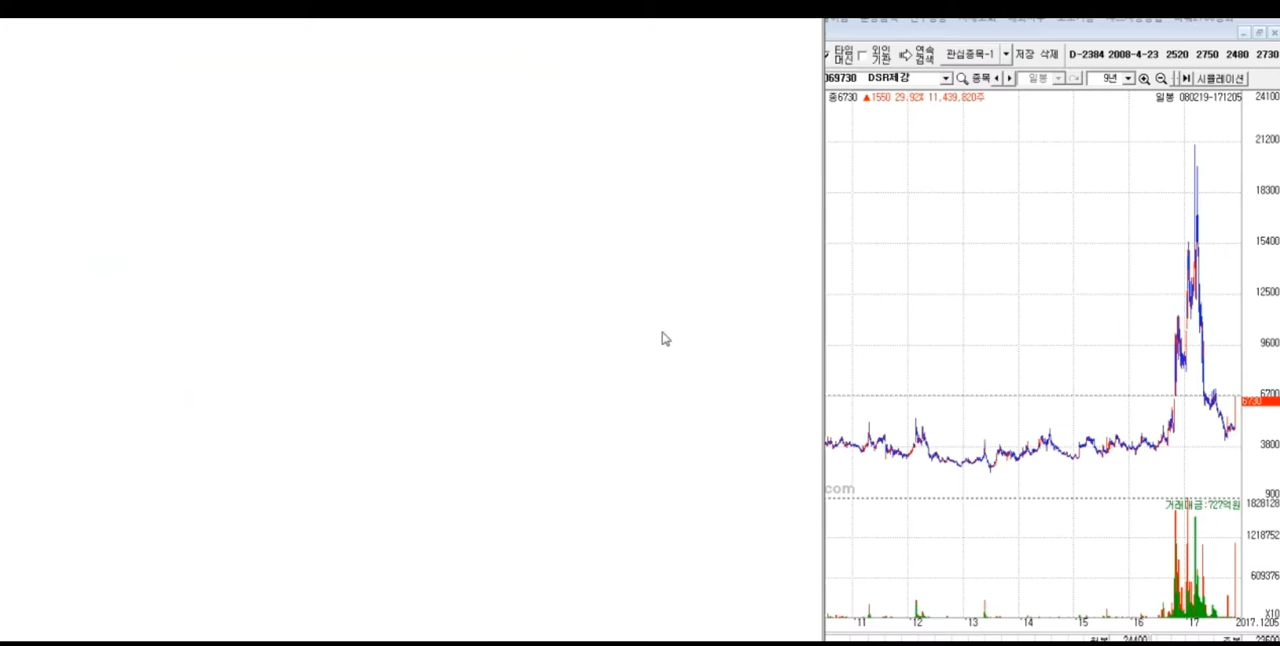 타임 외인 연속 관심종목-1 저장 삭제 D-2384 2008-4-23 2520 2750 2480 2730
머신 기관 검색
069730 DSR제강 종목 일봉 9년 시뮬레이션
종6730 ▲1550 29.92% 11,439,820주 일봉 080219-171205 24100
21200
18300
15400
12500
9600
6700
6730
3800
com
900
거래대금:727억원 1828128
1218752
609376
X10
'11 '12 '13 '14 '15 '16 '17 2017.1205